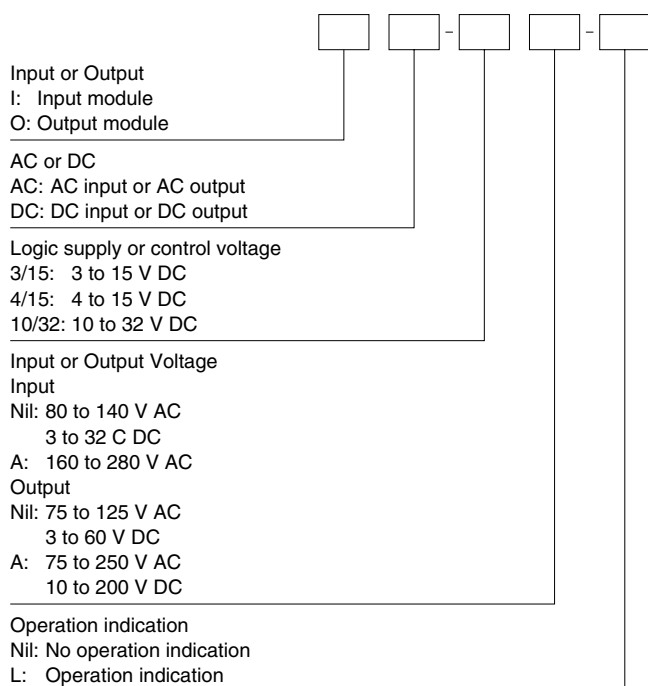 Input or Output
I: Input module
O: Output module
AC or DC
AC: AC input or AC output
DC: DC input or DC output
Logic supply or control voltage
3/15: 3 to 15 V DC
4/15: 4 to 15 V DC
10/32: 10 to 32 V DC
Input or Output Voltage
Input
Nil: 80 to 140 V AC
3 to 32 C DC
A: 160 to 280 V AC
Output
Nil: 75 to 125 V AC
3 to 60 V DC
A: 75 to 250 V AC
10 to 200 V DC
Operation indication
Nil: No operation indication
L: Operation indication